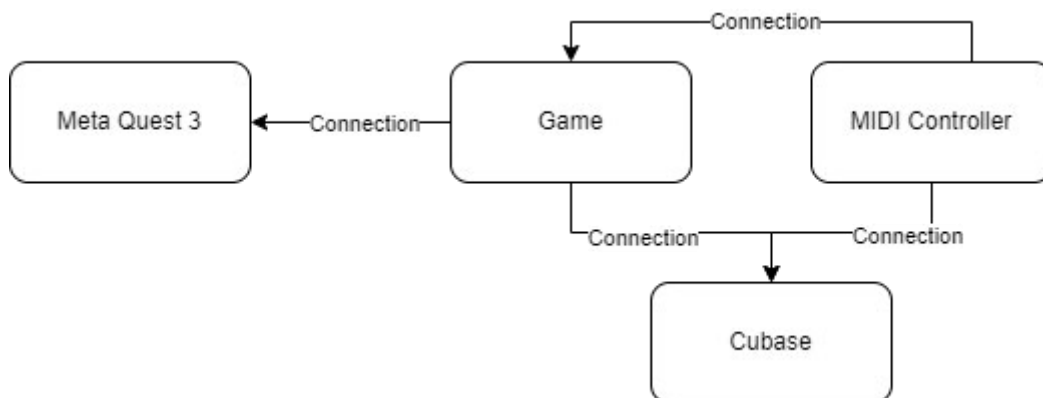 Connection
Meta Quest 3
Connection
Game
MIDI Controller
Connection
Connection
Cubase